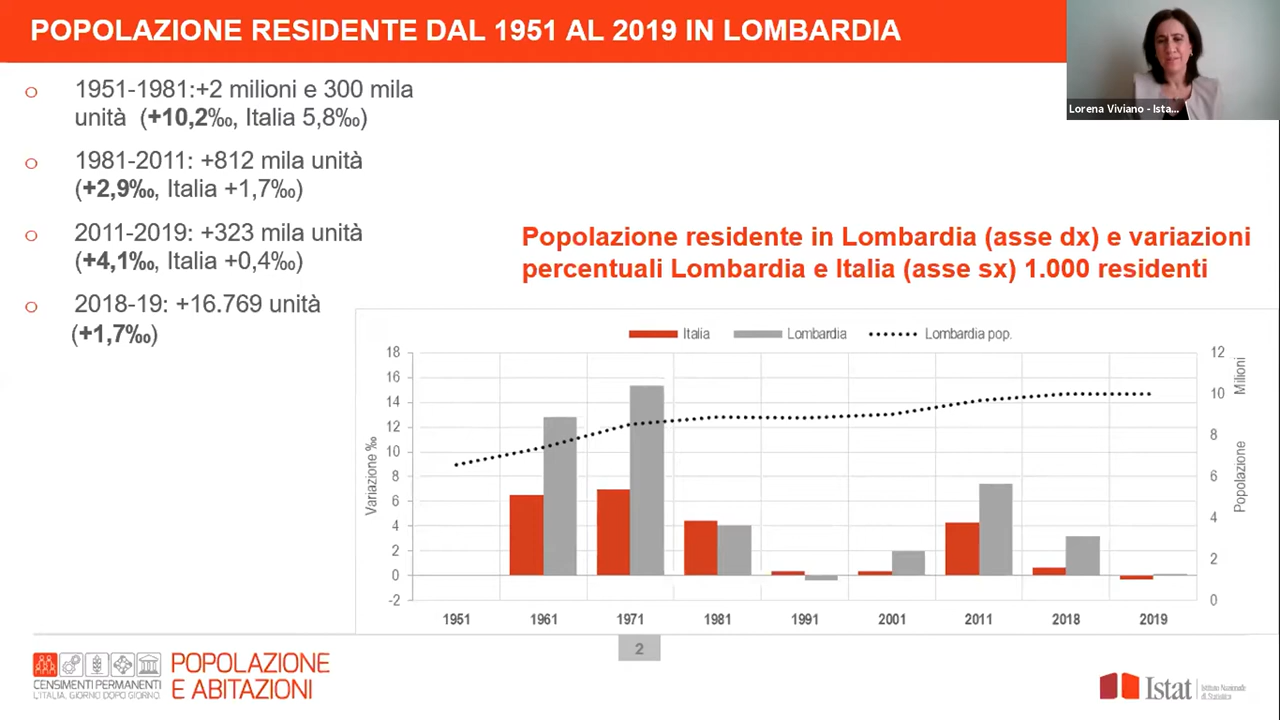 POPOLAZIONE RESIDENTE DAL 1951 AL 2019 IN LOMBARDIA
Lorena Viviano - Ista...
o 1951-1981:+2 milioni e 300 mila
unità (+10,2‰, Italia 5,8‰)
o 1981-2011: +812 mila unità
(+2,9‰, Italia +1,7‰)
o 2011-2019: +323 mila unità
(+4,1‰, Italia +0,4‰)
o 2018-19: +16.769 unità
(+1,7‰)
Popolazione residente in Lombardia (asse dx) e variazioni
percentuali Lombardia e Italia (asse sx) 1.000 residenti
Italia Lombardia Lombardia pop.
Variazione ‰
18
16
14
12
10
8
6
4
2
0
-2
12
10
8
6
4
2
0
Milioni
Popolazione
1951 1961 1971 1981 1991 2001 2011 2018 2019
2
CENSIMENTI PERMANENTI
L'ITALIA, GIORNO DOPO GIORNO
POPOLAZIONE
E ABITAZIONI
Istat
Istituto Nazionale
di Statistica